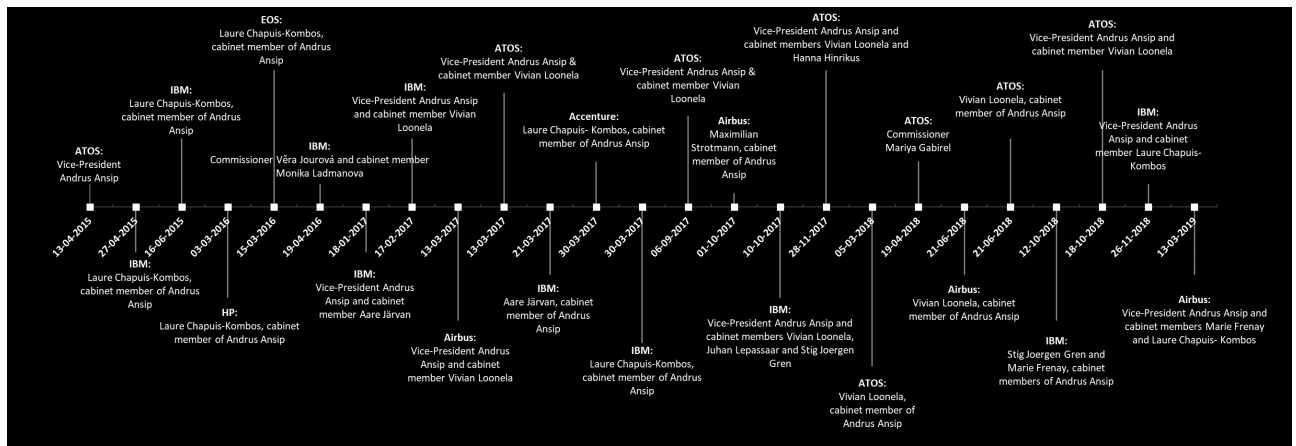 ATOS:
Vice-President
Andrus Ansip
IBM:
Laure Chapuis-Kombos,
cabinet member of Andrus
Ansip
EOS:
Laure Chapuis-Kombos,
cabinet member of Andrus
Ansip
IBM:
Commissioner Věra Jourová and cabinet member
Monika Ladmanova
IBM:
Vice-President Andrus Ansip
and cabinet member Vivian
Loonela
ATOS:
Vice-President Andrus Ansip &
cabinet member Vivian Loonela
Accenture:
Laure Chapuis- Kombos, cabinet
member of Andrus Ansip
ATOS:
Vice-President Andrus Ansip &
cabinet member Vivian
Loonela
Airbus:
Maximilian
Strotmann, cabinet
member of Andrus
Ansip
ATOS:
Vice-President Andrus Ansip and
cabinet members Vivian Loonela and
Hanna Hinrikus
ATOS:
Commissioner
Mariya Gabirel
ATOS:
Vivian Loonela, cabinet
member of Andrus Ansip
ATOS:
Vice-President Andrus Ansip and
cabinet member Vivian Loonela
IBM:
Vice-President Andrus
Ansip and cabinet
member Laure Chapuis-
Kombos
13-04-2015
27-04-2015
16-06-2015
03-03-2016
15-03-2016
19-04-2016
18-01-2017
17-02-2017
13-03-2017
13-03-2017
21-03-2017
30-03-2017
30-03-2017
06-09-2017
01-10-2017
10-10-2017
28-11-2017
05-03-2018
19-04-2018
21-06-2018
21-06-2018
12-10-2018
18-10-2018
26-11-2018
13-03-2019
IBM:
Laure Chapuis-Kombos,
cabinet member of Andrus
Ansip
HP:
Laure Chapuis-Kombos, cabinet
member of Andrus Ansip
IBM:
Vice-President Andrus
Ansip and cabinet
member Aare Järvan
Airbus:
Vice-President Andrus
Ansip and cabinet
member Vivian Loonela
IBM:
Aare Järvan, cabinet
member of Andrus
Ansip
IBM:
Laure Chapuis-Kombos,
cabinet member of Andrus
Ansip
IBM:
Vice-President Andrus Ansip and
cabinet members Vivian Loonela,
Juhan Lepassaar and Stig Joergen
Gren
ATOS:
Vivian Loonela,
cabinet member of
Andrus Ansip
Airbus:
Vivian Loonela, cabinet
member of Andrus Ansip
IBM:
Stig Joergen Gren and
Marie Frenay, cabinet
members of Andrus Ansip
Airbus:
Vice-President Andrus Ansip and
cabinet members Marie Frenay
and Laure Chapuis- Kombos